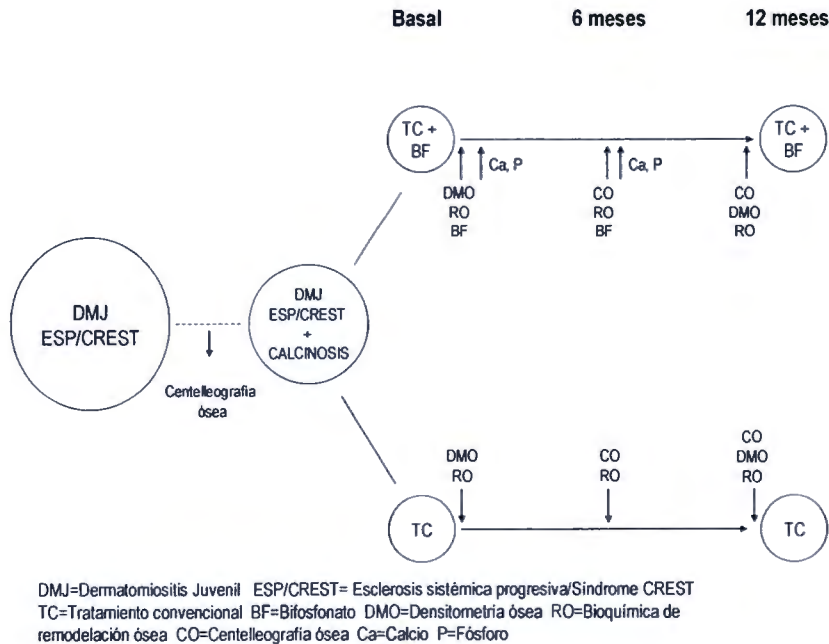 Basal 6 meses 12 meses
TC +
BF
TC +
BF
Ca, P
Ca, P
DMO
RO
BF
CO
RO
BF
CO
DMO
RO
DMJ
ESP/CREST
DMJ
ESP/CREST
+
CALCINOSIS
Centelleografia
ósea
DMO
RO
CO
RO
CO
DMO
RO
TC
TC
DMJ=Dermatomiositis Juvenil ESP/CREST= Esclerosis sistémica progresiva/Síndrome CREST
TC=Tratamiento convencional BF=Bifosfonato DMO=Densitometría ósea RO=Bioquímica de
remodelación ósea CO=Centelleografía ósea Ca=Calcio P=Fósforo